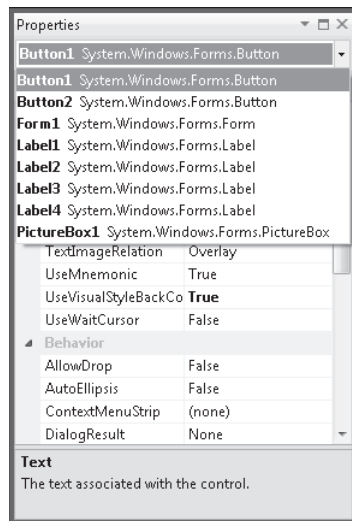 Properties
Button1 System.Windows.Forms.Button
Button1 System.Windows.Forms.Button
Button2 System.Windows.Forms.Button
Form1 System.Windows.Forms.Form
Label1 System.Windows.Forms.Label
Label2 System.Windows.Forms.Label
Label3 System.Windows.Forms.Label
Label4 System.Windows.Forms.Label
PictureBox1 System.Windows.Forms.PictureBox
TextImageRelation Overlay
UseMnemonic True
UseVisualStyleBackCo True
UseWaitCursor False
Behavior
AllowDrop False
AutoEllipsis False
ContextMenuStrip (none)
DialogResult None
Text
The text associated with the control.